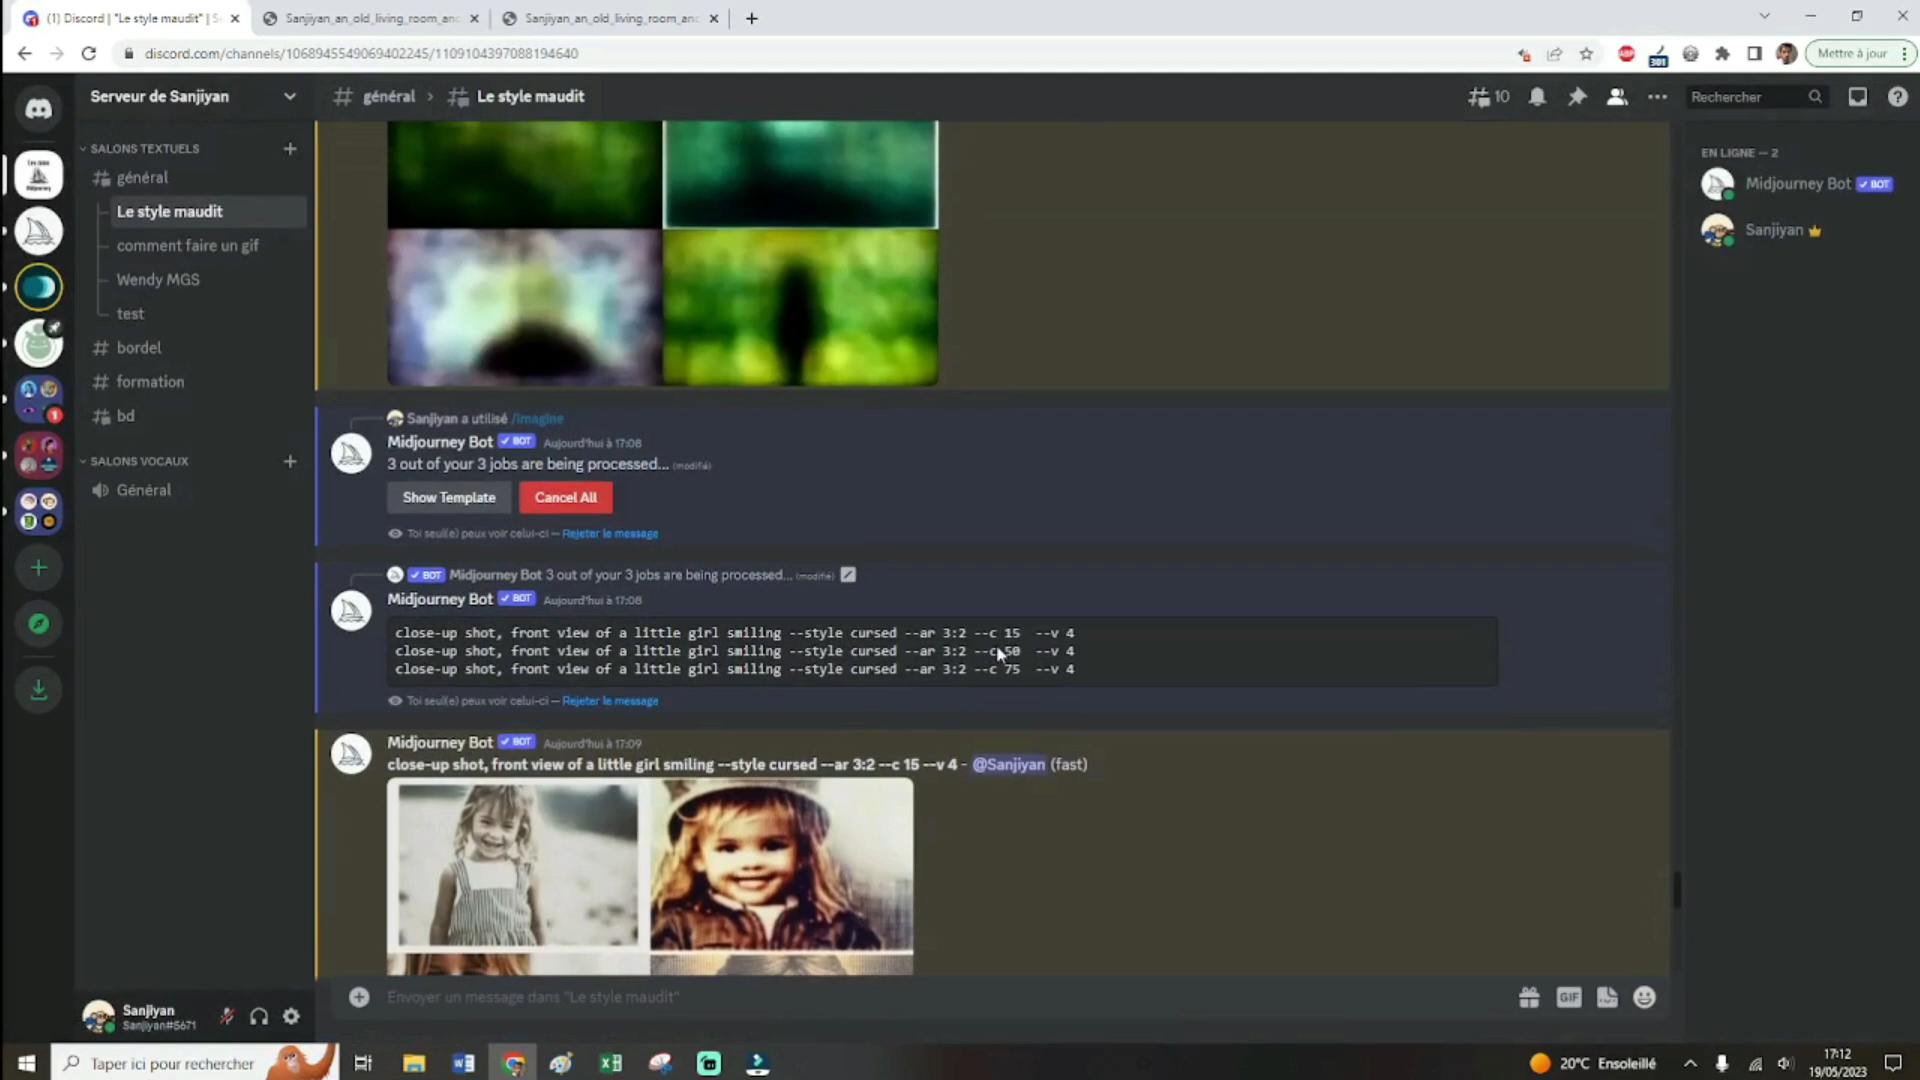 (1) Discord | "Le style maudit" | S
Sanjiyan_an_old_living_room_and
Sanjiyan_an_old_living_room_and
discord.com/channels/1068945549069402245/1109104397088194640
ABP
301
Mettre à jour
Serveur de Sanjiyan
général
Le style maudit
10
Rechercher
SALONS TEXTUELS
général
Le style maudit
comment faire un gif
Wendy MGS
test
bordel
formation
bd
SALONS VOCAUX
Général
1
Sanjiyan a utilisé /imagine
Midjourney Bot BOT Aujourd'hui à 17:08
3 out of your 3 jobs are being processed... (modifié)
Show Template
Cancel All
Toi seul(e) peux voir celui-ci — Rejeter le message
BOT Midjourney Bot 3 out of your 3 jobs are being processed... (modifié)
Midjourney Bot BOT Aujourd'hui à 17:08
close-up shot, front view of a little girl smiling --style cursed --ar 3:2 --c 15 --v 4
close-up shot, front view of a little girl smiling --style cursed --ar 3:2 --c 50 --v 4
close-up shot, front view of a little girl smiling --style cursed --ar 3:2 --c 75 --v 4
Toi seul(e) peux voir celui-ci — Rejeter le message
Midjourney Bot BOT Aujourd'hui à 17:09
close-up shot, front view of a little girl smiling --style cursed --ar 3:2 --c 15 --v 4 - @Sanjiyan (fast)
Envoyer un message dans "Le style maudit"
GIF
EN LIGNE — 2
Midjourney Bot BOT
Sanjiyan
Sanjiyan
Sanjiyan#5671
Taper ici pour rechercher
20°C Ensoleillé
17:12
19/05/2023